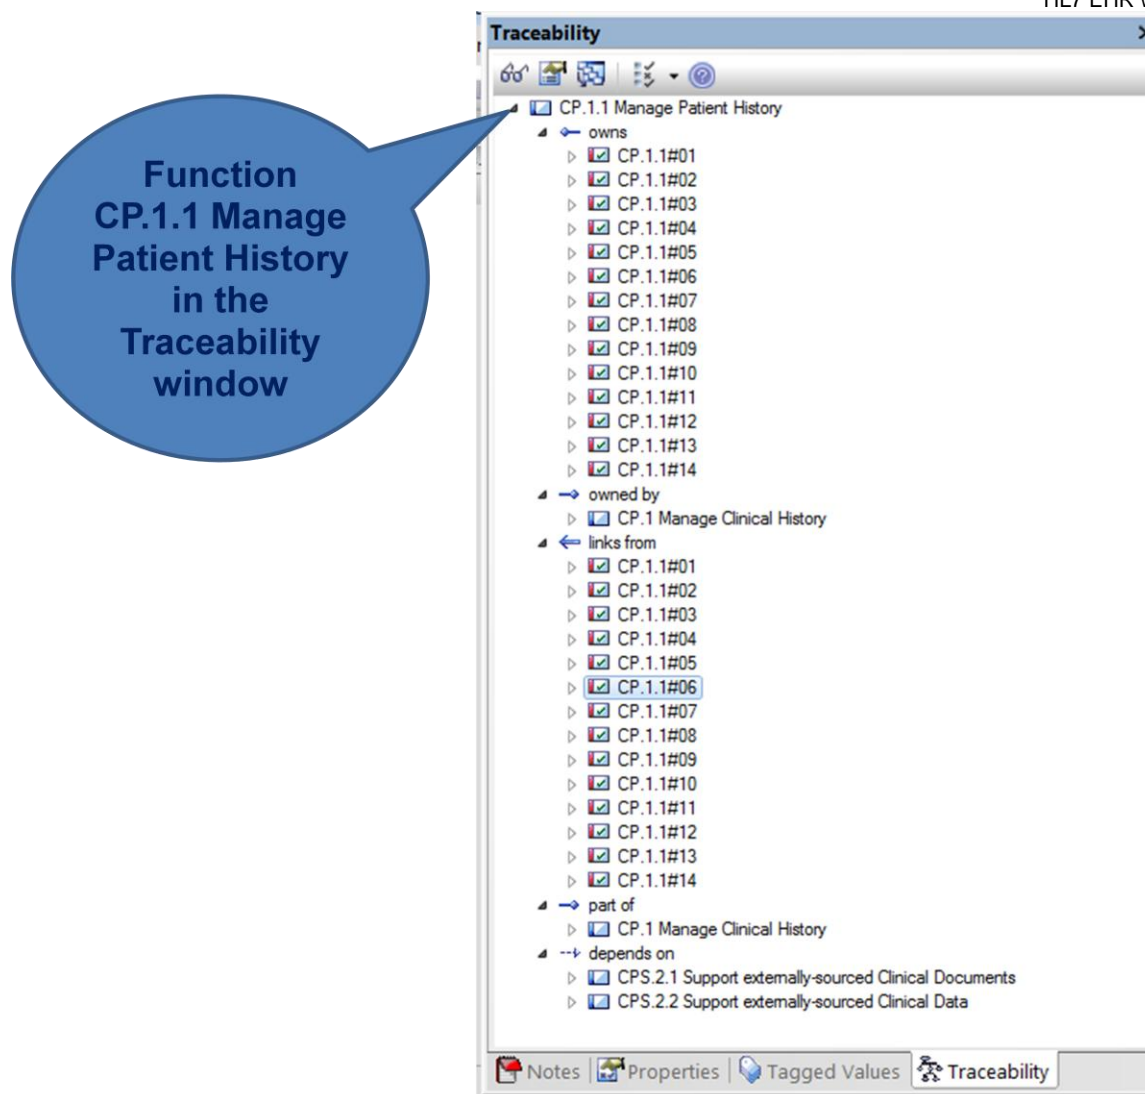 Traceability
CP.1.1 Manage Patient History
owns
CP.1.1#01
CP.1.1#02
CP.1.1#03
CP.1.1#04
CP.1.1#05
CP.1.1#06
CP.1.1#07
CP.1.1#08
CP.1.1#09
CP.1.1#10
CP.1.1#11
CP.1.1#12
CP.1.1#13
CP.1.1#14
owned by
CP.1 Manage Clinical History
links from
CP.1.1#01
CP.1.1#02
CP.1.1#03
CP.1.1#04
CP.1.1#05
CP.1.1#06
CP.1.1#07
CP.1.1#08
CP.1.1#09
CP.1.1#10
CP.1.1#11
CP.1.1#12
CP.1.1#13
CP.1.1#14
part of
CP.1 Manage Clinical History
depends on
CPS.2.1 Support externally-sourced Clinical Documents
CPS.2.2 Support externally-sourced Clinical Data
Notes Properties Tagged Values Traceability
Function
CP.1.1 Manage
Patient History
in the
Traceability
window